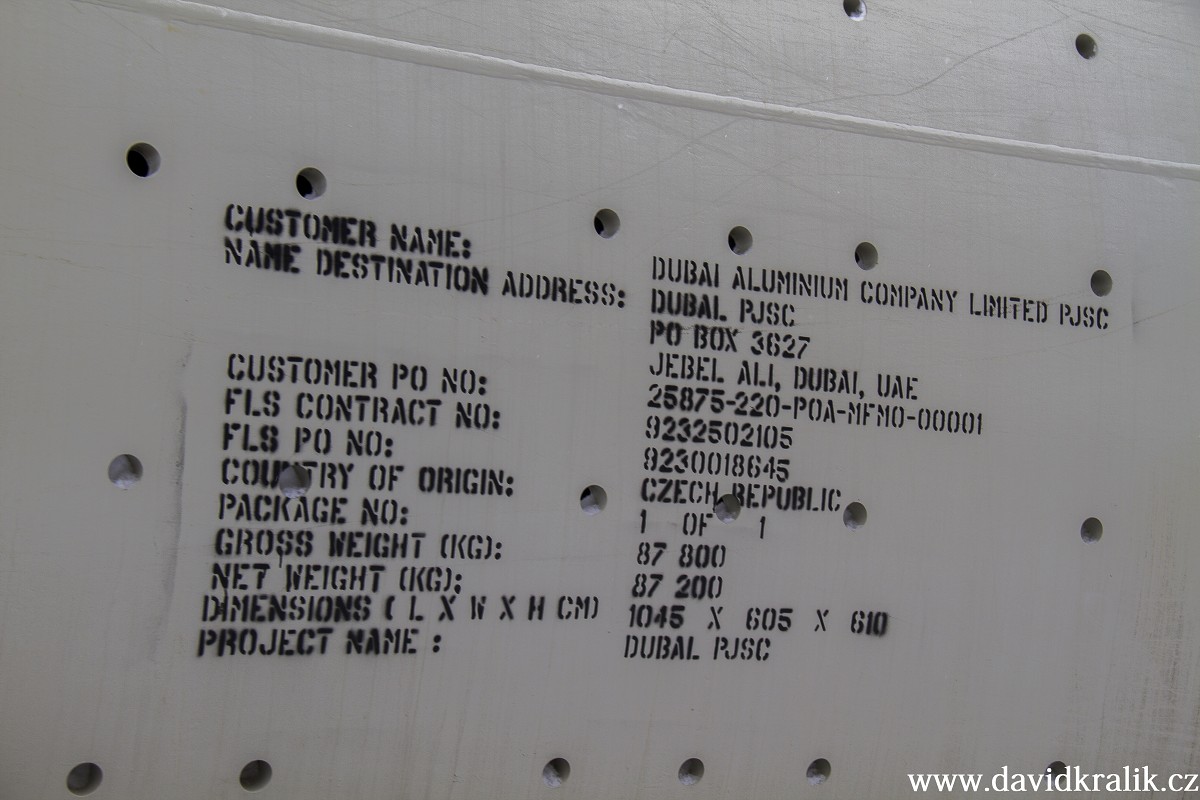 CUSTOMER NAME: DUBAI ALUMINIUM COMPANY LIMITED PJSC
NAME DESTINATION ADDRESS: DUBAL PJSC
PO BOX 3627
JEBEL ALI, DUBAI, UAE
CUSTOMER PO NO: 25875-220-POA-MFMO-00001
FLS CONTRACT NO: 9232502105
FLS PO NO: 9230018645
COUNTRY OF ORIGIN: CZECH REPUBLIC
PACKAGE NO: 1 OF 1
GROSS WEIGHT (KG): 87 800
NET WEIGHT (KG): 87 200
DIMENSIONS ( L X W X H CM) 1045 X 605 X 610
PROJECT NAME : DUBAL PJSC
www.davidkralik.cz